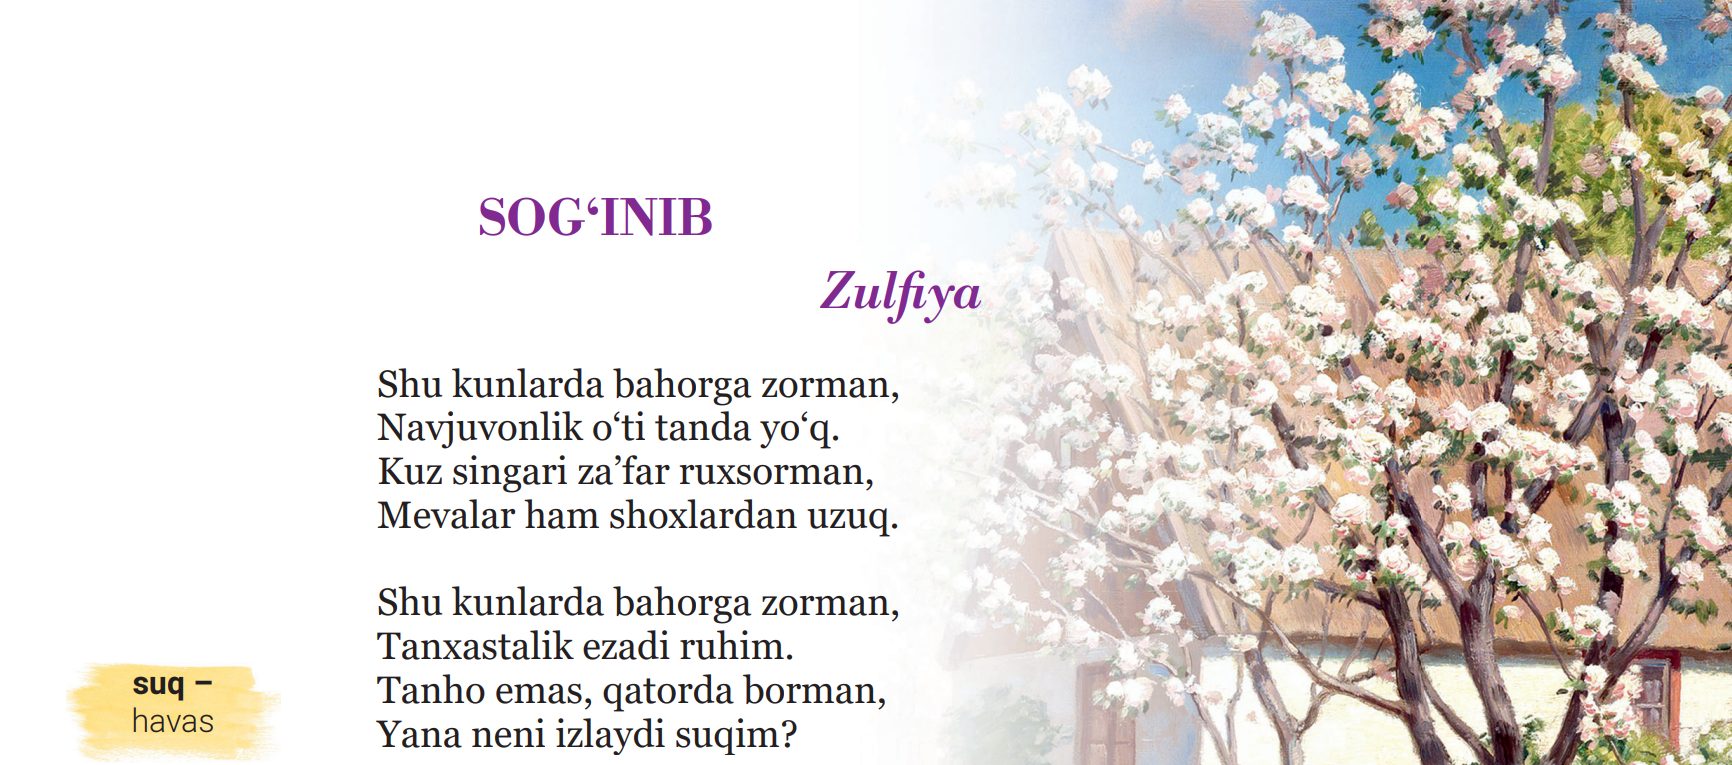 SOG‘INIB
Zulfiya
Shu kunlarda bahorga zorman,
Navjuvonlik o‘ti tanda yo‘q.
Kuz singari za’far ruxsorman,
Mevalar ham shoxlardan uzuq.
Shu kunlarda bahorga zorman,
Tanxastalik ezadi ruhim.
Tanho emas, qatorda borman,
Yana neni izlaydi suqim?
suq –
havas